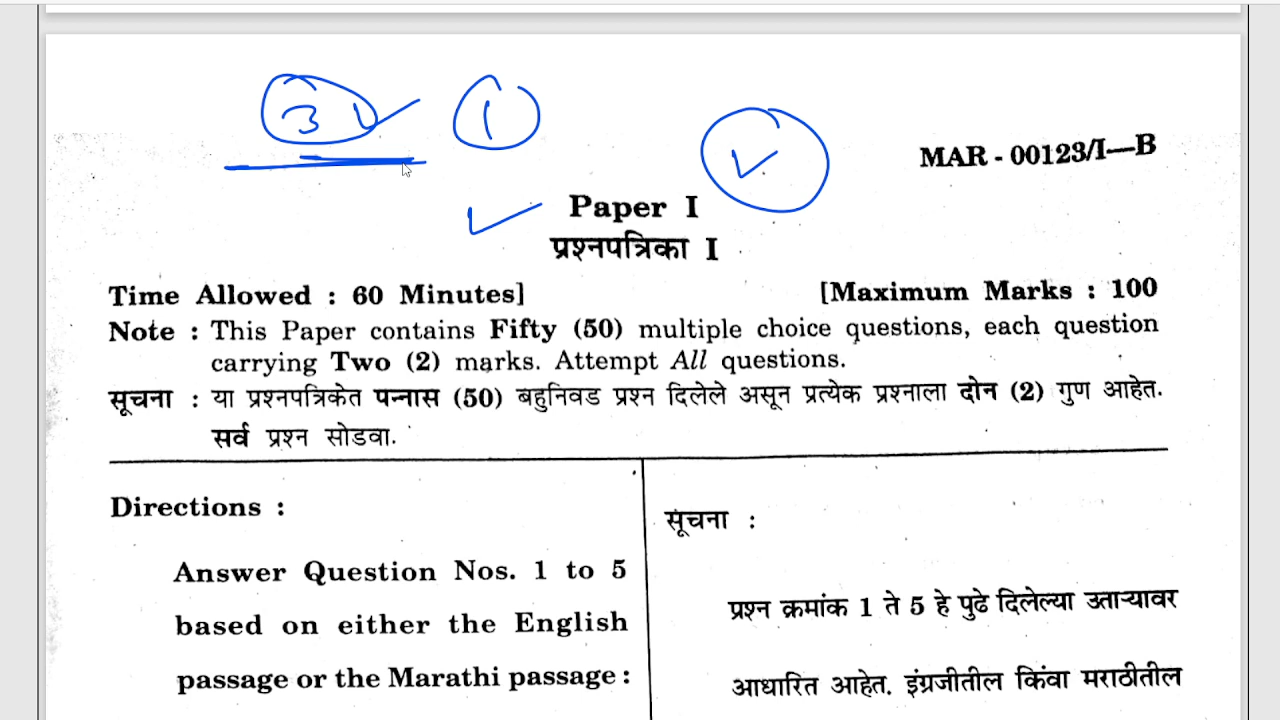 3 1
MAR - 00123/I—B
Paper I
प्रश्नपत्रिका I
Time Allowed : 60 Minutes]
[Maximum Marks : 100
Note : This Paper contains Fifty (50) multiple choice questions, each question
carrying Two (2) marks. Attempt All questions.
सूचना : या प्रश्नपत्रिकेत पन्नास (50) बहुनिवड प्रश्न दिलेले असून प्रत्येक प्रश्नाला दोन (2) गुण आहेत.
सर्व प्रश्न सोडवा.
Directions :
Answer Question Nos. 1 to 5
based on either the English
passage or the Marathi passage :
सूचना :
प्रश्न क्रमांक 1 ते 5 हे पुढे दिलेल्या उताऱ्यावर
आधारित आहेत. इंग्रजीतील किंवा मराठीतील